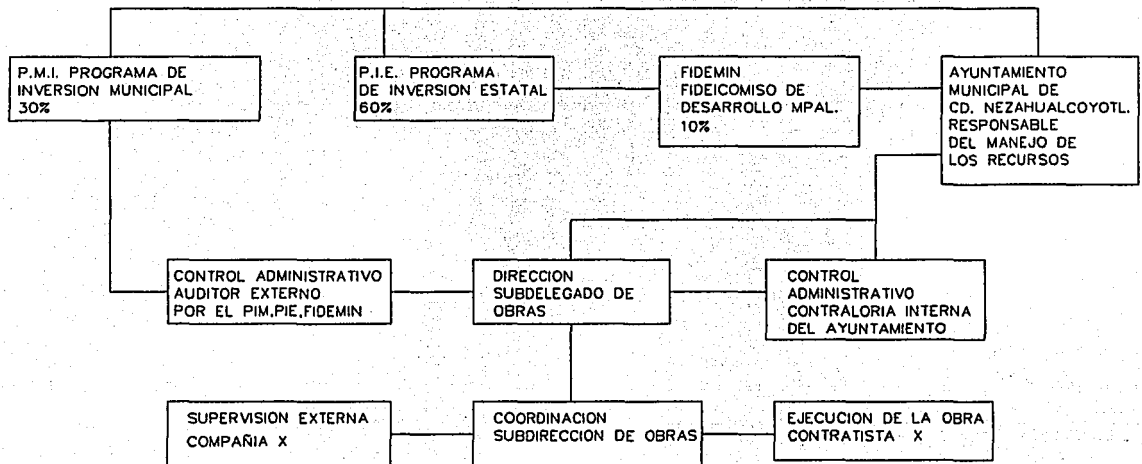 P.M.I. PROGRAMA DE
INVERSION MUNICIPAL
30%
P.I.E. PROGRAMA
DE INVERSION ESTATAL
60%
FIDEMIN
FIDEICOMISO DE
DESARROLLO MPAL.
10%
AYUNTAMIENTO
MUNICIPAL DE
CD. NEZAHUALCOYOTL.
RESPONSABLE
DEL MANEJO DE
LOS RECURSOS
CONTROL ADMINISTRATIVO
AUDITOR EXTERNO
POR EL PIM,PIE,FIDEMIN
DIRECCION
SUBDELEGADO DE
OBRAS
CONTROL
ADMINISTRATIVO
CONTRALORIA INTERNA
DEL AYUNTAMIENTO
SUPERVISION EXTERNA
COMPAÑIA X
COORDINACION
SUBDIRECCION DE OBRAS
EJECUCION DE LA OBRA
CONTRATISTA X